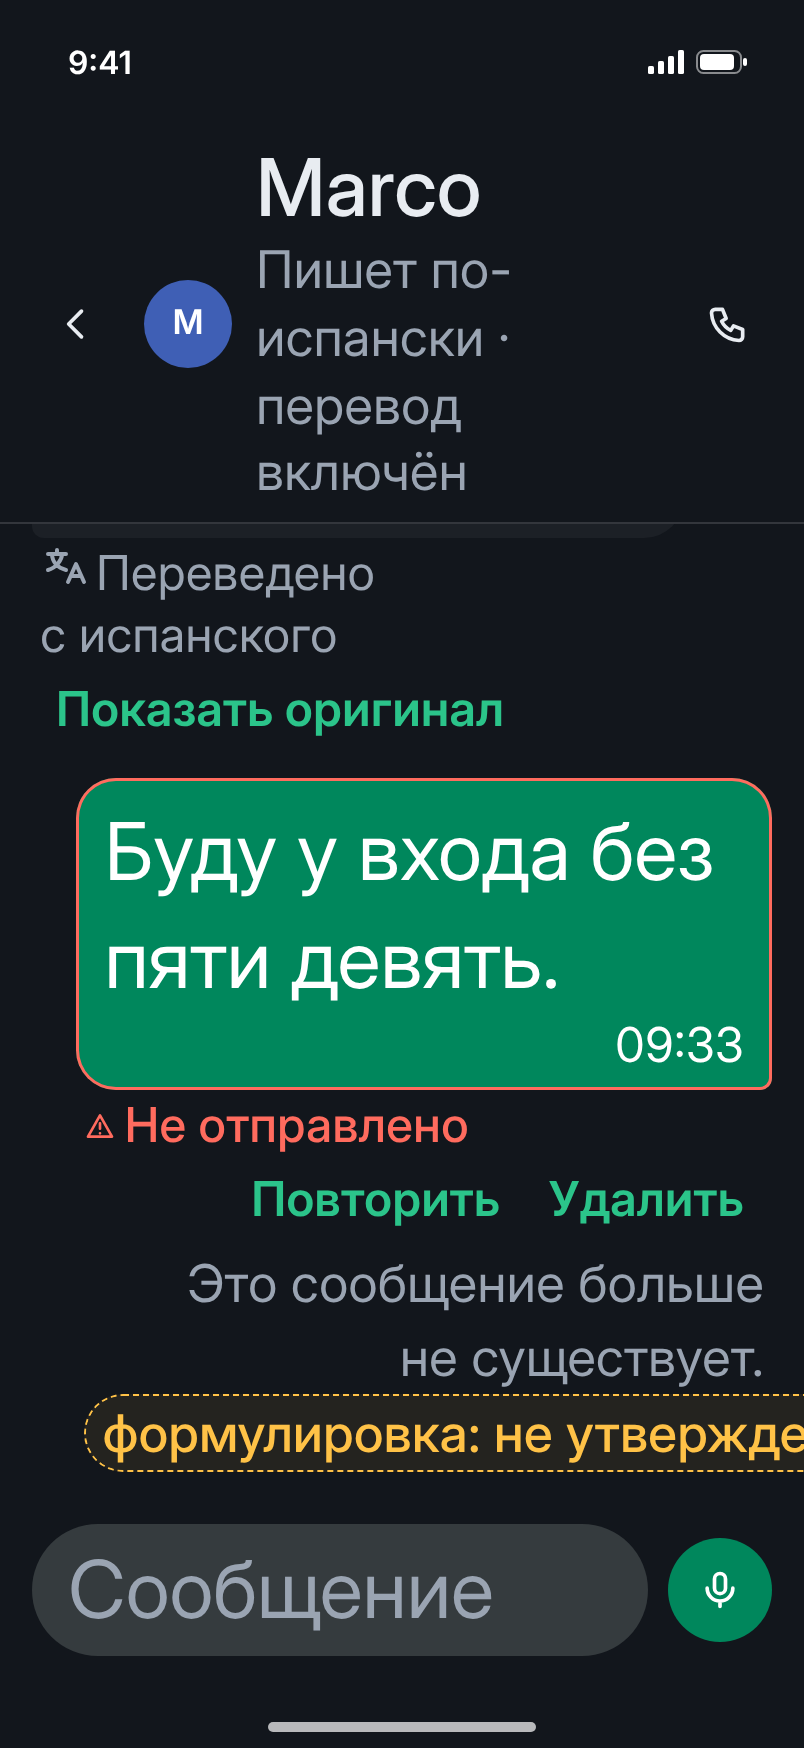 9:41
Marco
Пишет по-
испански ·
перевод
включён
M
Переведено
с испанского
Показать оригинал
Буду у входа без
пяти девять.
09:33
Не отправлено
Повторить Удалить
Это сообщение больше
не существует.
формулировка: не утвержде
Сообщение